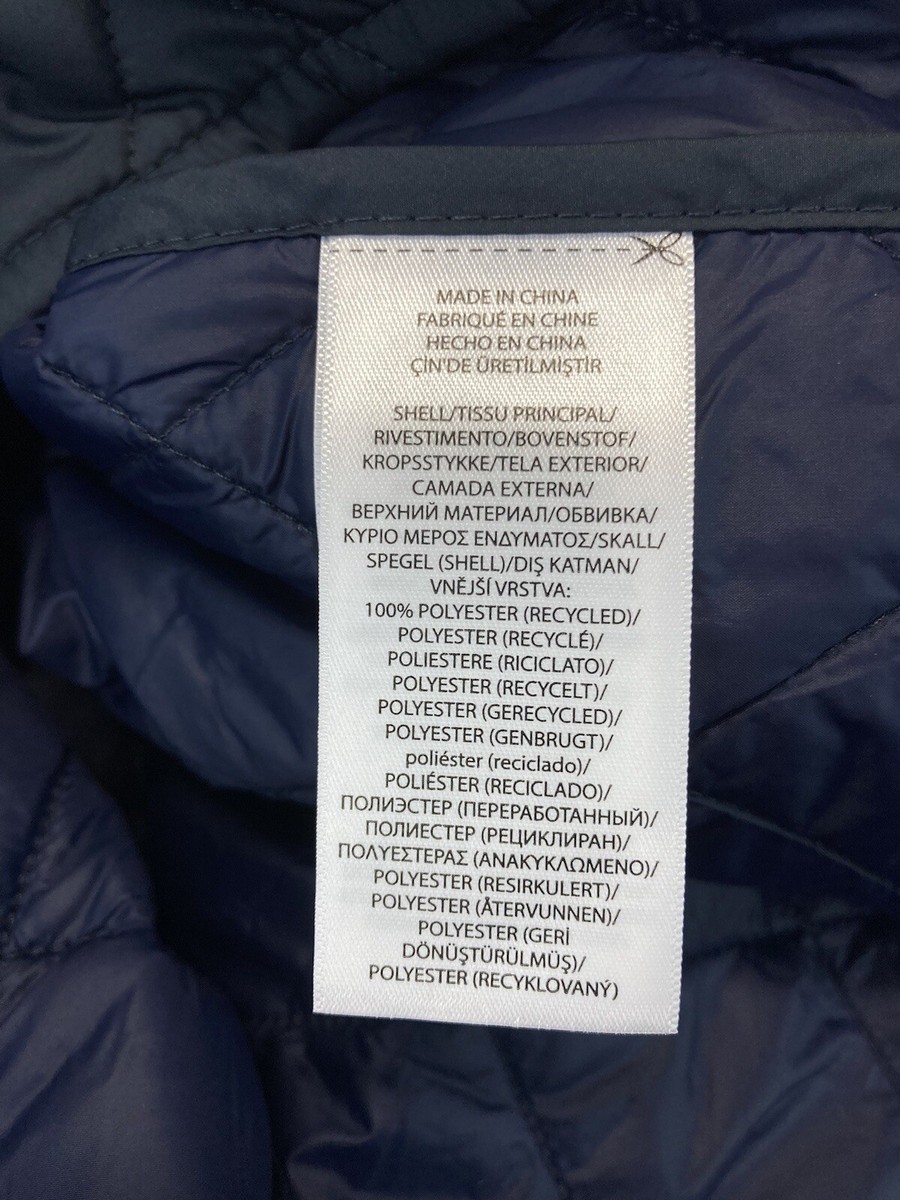 MADE IN CHINA
FABRIQUÉ EN CHINE
HECHO EN CHINA
ÇİN'DE ÜRETİLMİŞTİR
SHELL/TISSU PRINCIPAL/
RIVESTIMENTO/BOVENSTOF/
KROPSSTYKKE/TELA EXTERIOR/
CAMADA EXTERNA/
ВЕРХНИЙ МАТЕРИАЛ/ОБВИВКА/
ΚΥΡΙΟ ΜΕΡΟΣ ΕΝΔΥΜΑΤΟΣ/SKALL/
SPEGEL (SHELL)/DIŞ KATMAN/
VNĚJŠÍ VRSTVA:
100% POLYESTER (RECYCLED)/
POLYESTER (RECYCLÉ)/
POLIESTERE (RICICLATO)/
POLYESTER (RECYCELT)/
POLYESTER (GERECYCLED)/
POLYESTER (GENBRUGT)/
poliéster (reciclado)/
POLIÉSTER (RECICLADO)/
ПОЛИЭСТЕР (ПЕРЕРАБОТАННЫЙ)/
ПОЛИЕСТЕР (РЕЦИКЛИРАН)/
ΠΟΛΥΕΣΤΕΡΑΣ (ΑΝΑΚΥΚΛΩΜΕΝΟ)/
POLYESTER (RESIRKULERT)/
POLYESTER (ÅTERVUNNEN)/
POLYESTER (GERİ
DÖNÜŞTÜRÜLMÜŞ)/
POLYESTER (RECYKLOVANÝ)